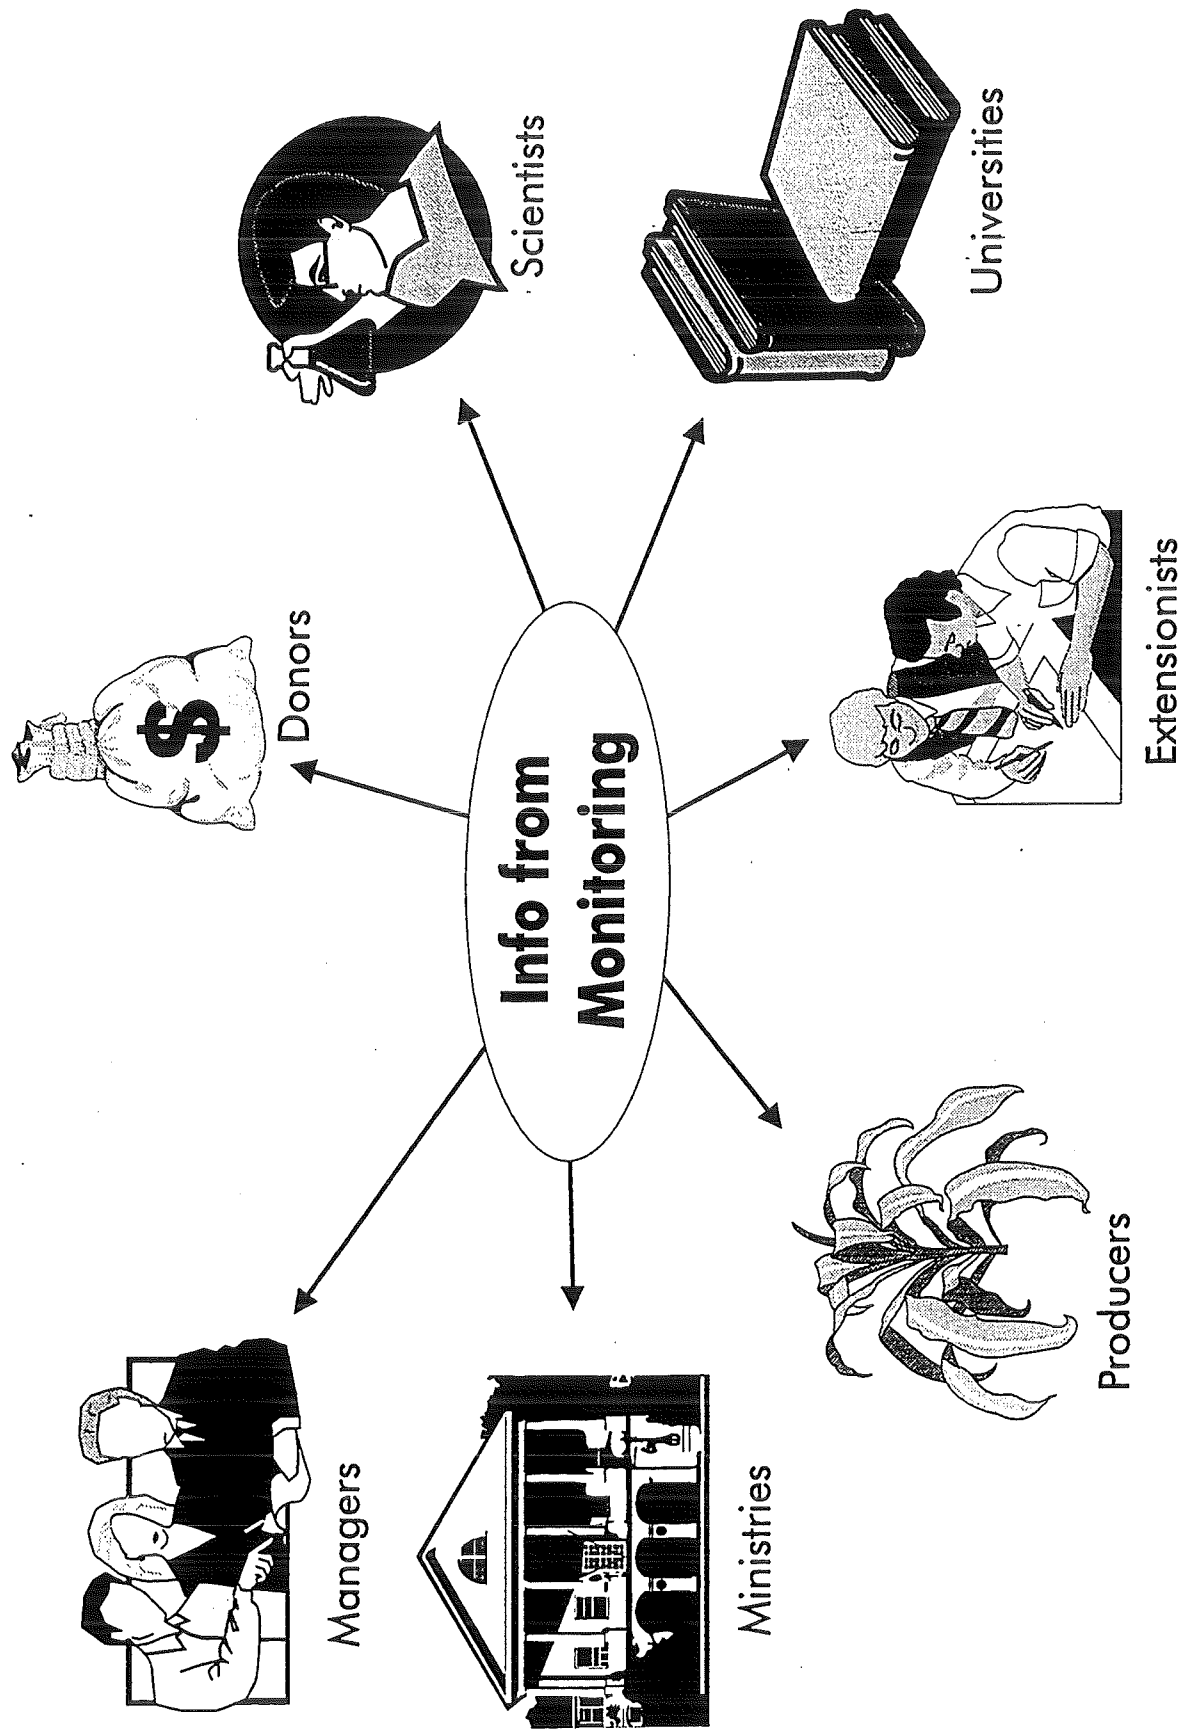 $
Donors
Managers
Scientists
Info from
Monitoring
Ministries
Universities
Producers
Extensionists